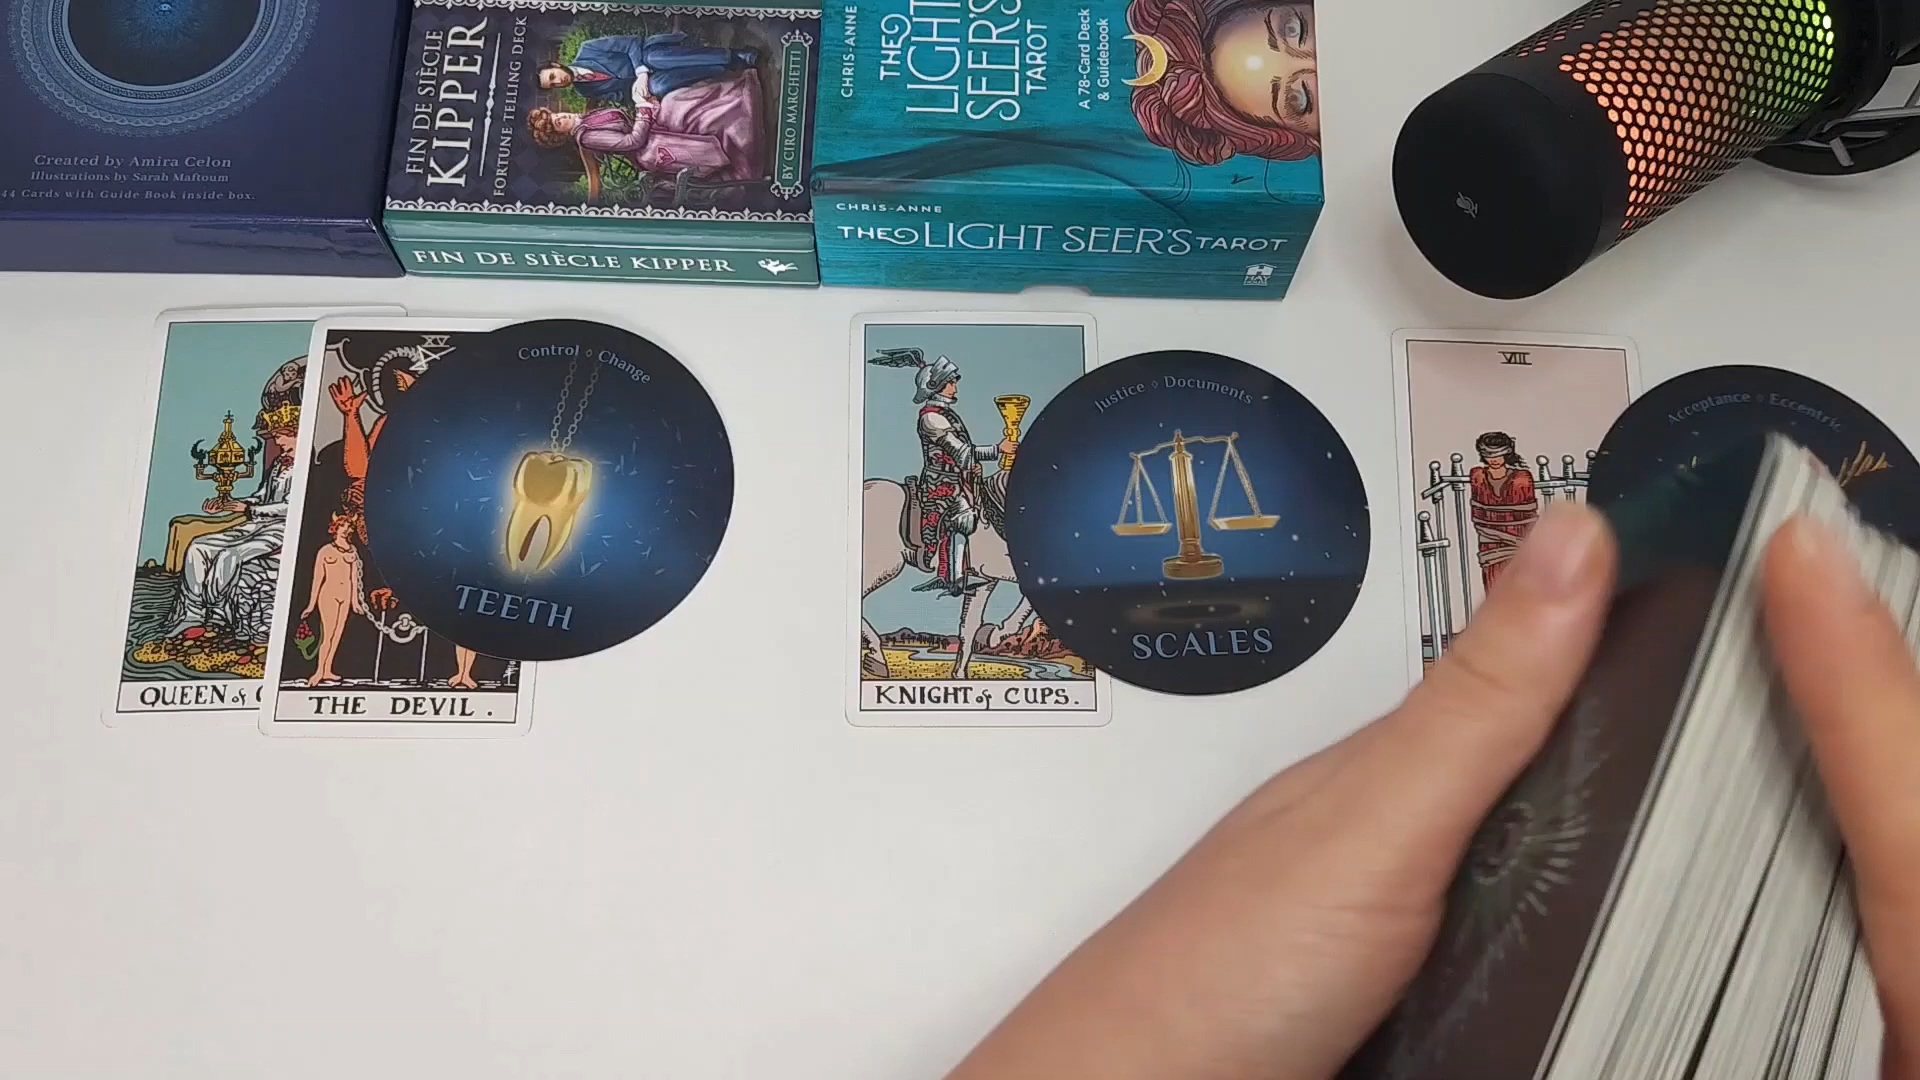 Created by Amira Celon
Illustrations by Sarah Maftoum
44 Cards with Guide Book inside box.
FIN DE SIÈCLE
KIPPER
FORTUNE TELLING DECK
BY CIRO MARCHETTI
FIN DE SIÈCLE KIPPER
CHRIS-ANNE
THE
LIGHT
SEER'S
TAROT
A 78-Card Deck
& Guidebook
CHRIS-ANNE
THE LIGHT SEER'S TAROT
HAY
HOUSE
QUEEN of C
XV
THE DEVIL.
Control ◊ Change
TEETH
KNIGHT of CUPS.
Justice ◊ Documents
SCALES
VIII
Acceptance ◊ Eccentric